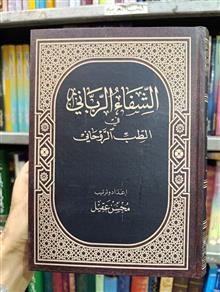 الشفاء الرباني
في
الطب الروحاني
إعداد وترتيب
محسن عقيل